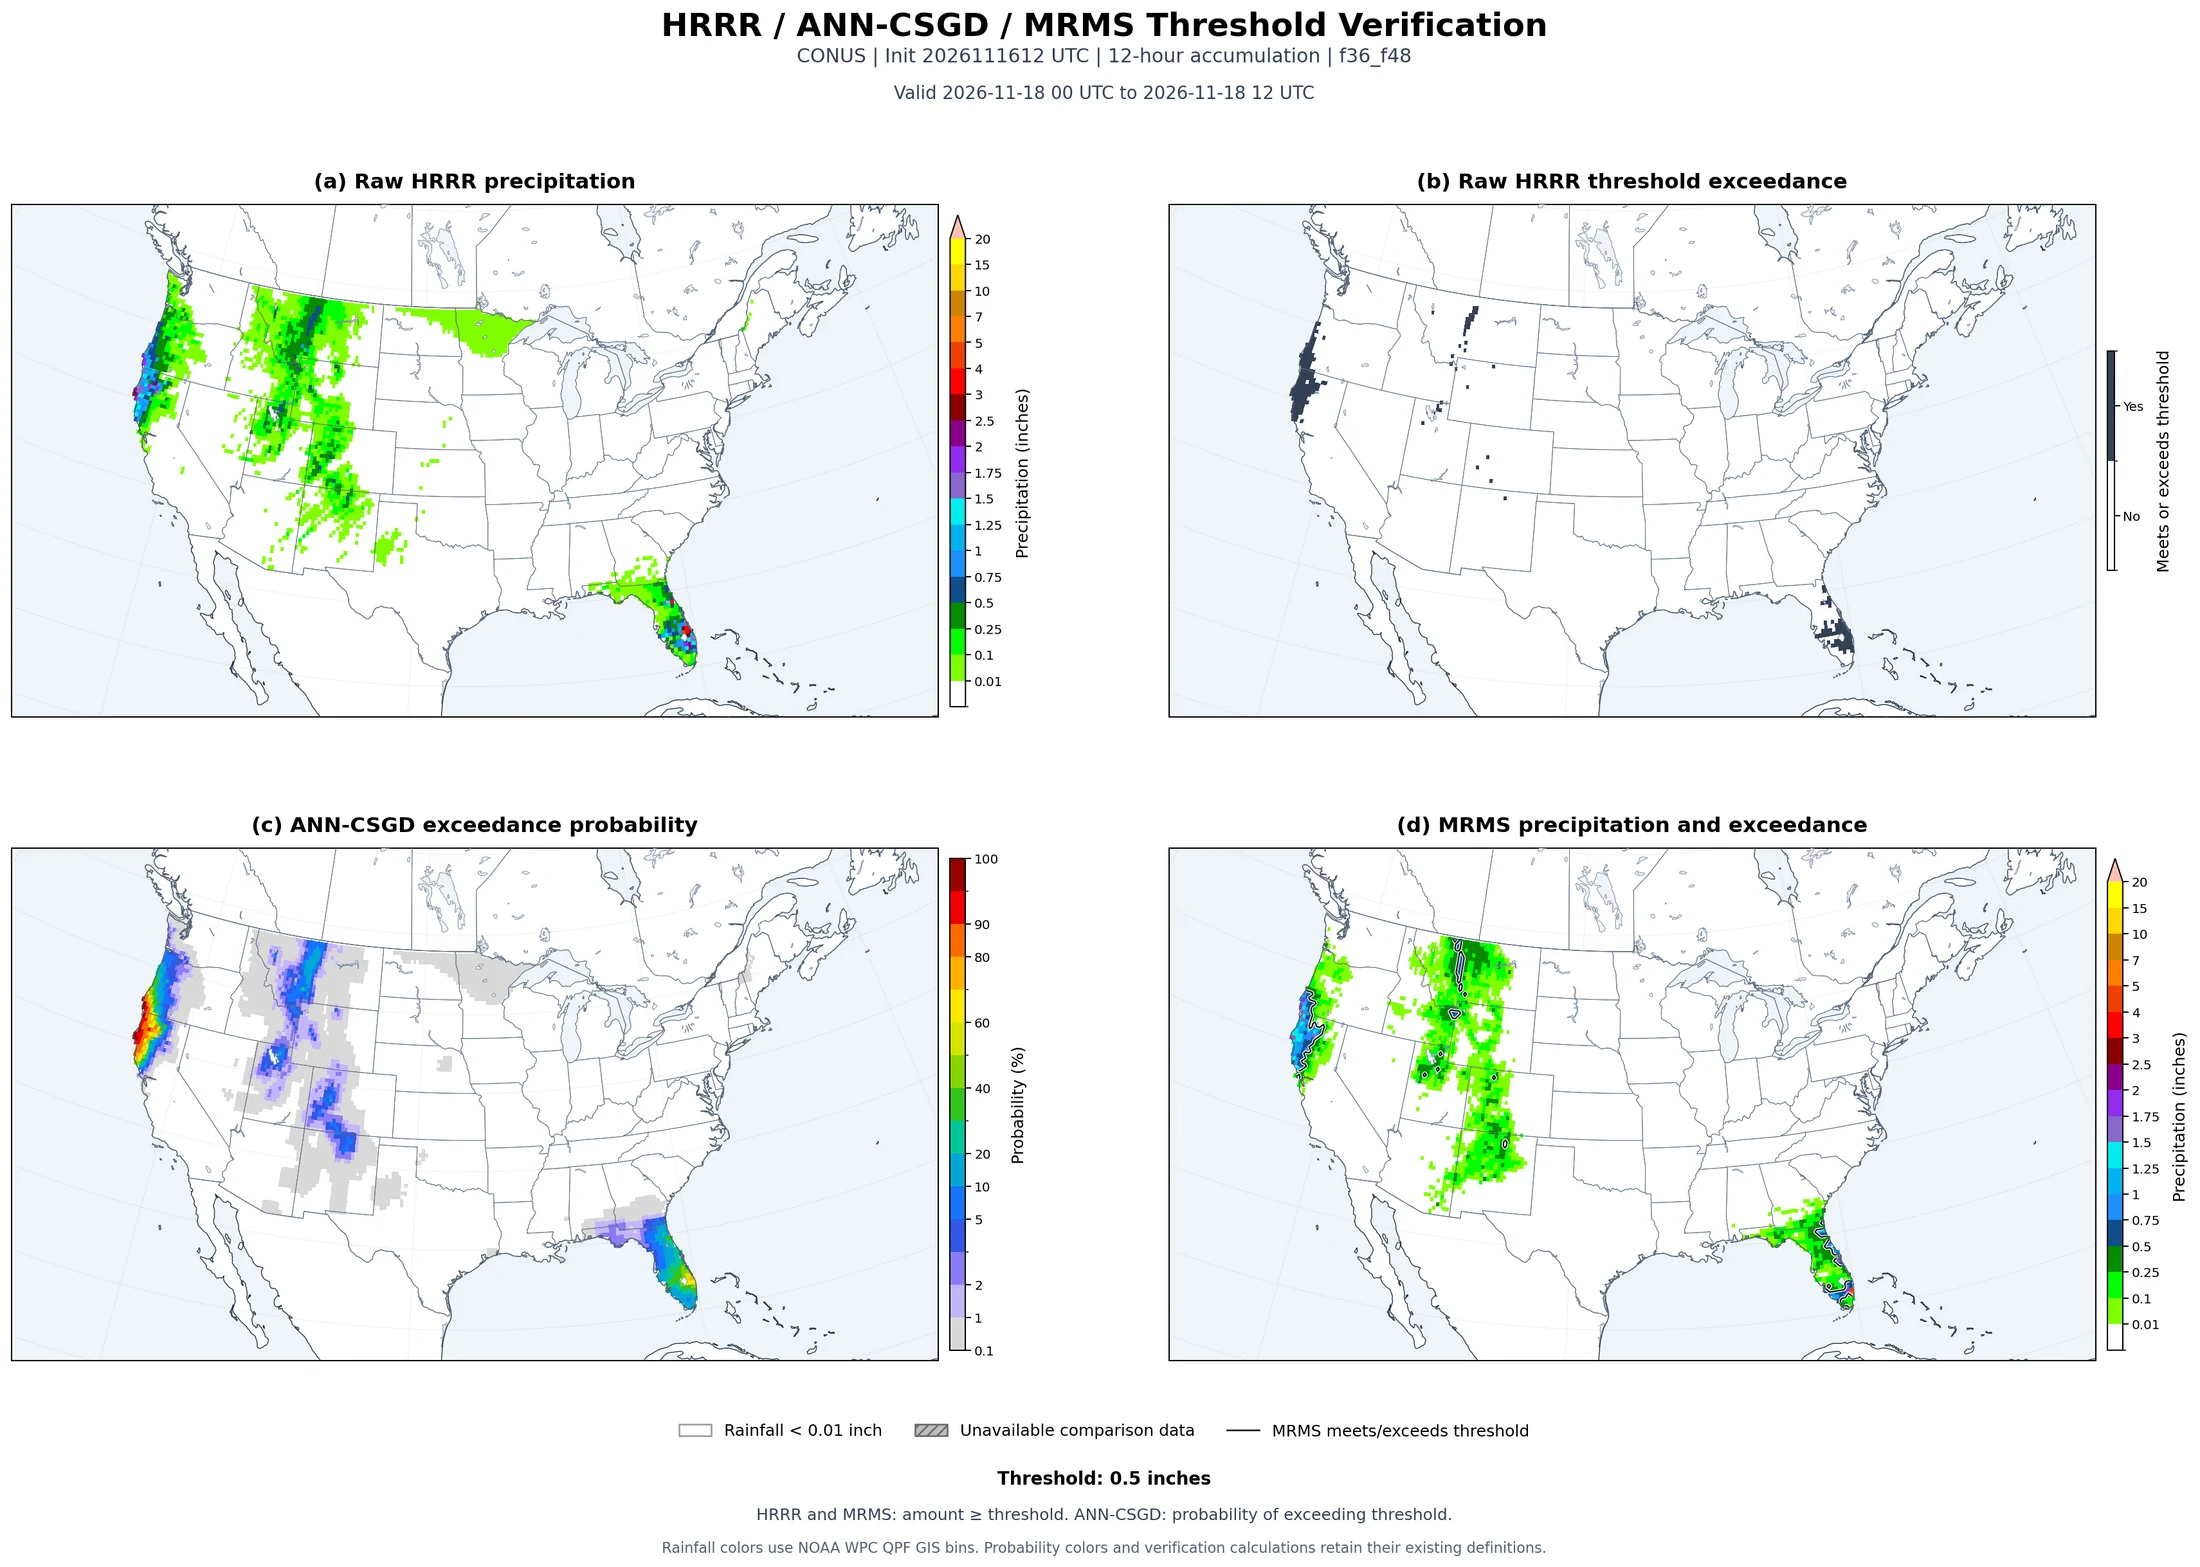 HRRR / ANN-CSGD / MRMS Threshold Verification
CONUS | Init 2026111612 UTC | 12-hour accumulation | f36_f48
Valid 2026-11-18 00 UTC to 2026-11-18 12 UTC
(a) Raw HRRR precipitation
20
15
10
7
5
4
3
2.5
2
1.75
1.5
1.25
1
0.75
0.5
0.25
0.1
0.01
Precipitation (inches)
(b) Raw HRRR threshold exceedance
Yes
No
Meets or exceeds threshold
(c) ANN-CSGD exceedance probability
100
90
80
60
40
20
10
5
2
1
0.1
Probability (%)
(d) MRMS precipitation and exceedance
20
15
10
7
5
4
3
2.5
2
1.75
1.5
1.25
1
0.75
0.5
0.25
0.1
0.01
Precipitation (inches)
Rainfall < 0.01 inch
Unavailable comparison data
MRMS meets/exceeds threshold
Threshold: 0.5 inches
HRRR and MRMS: amount ≥ threshold. ANN-CSGD: probability of exceeding threshold.
Rainfall colors use NOAA WPC QPF GIS bins. Probability colors and verification calculations retain their existing definitions.